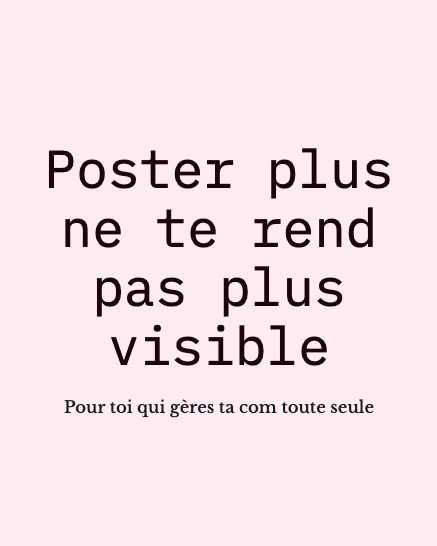 Poster plus
ne te rend
pas plus
visible
Pour toi qui gères ta com toute seule